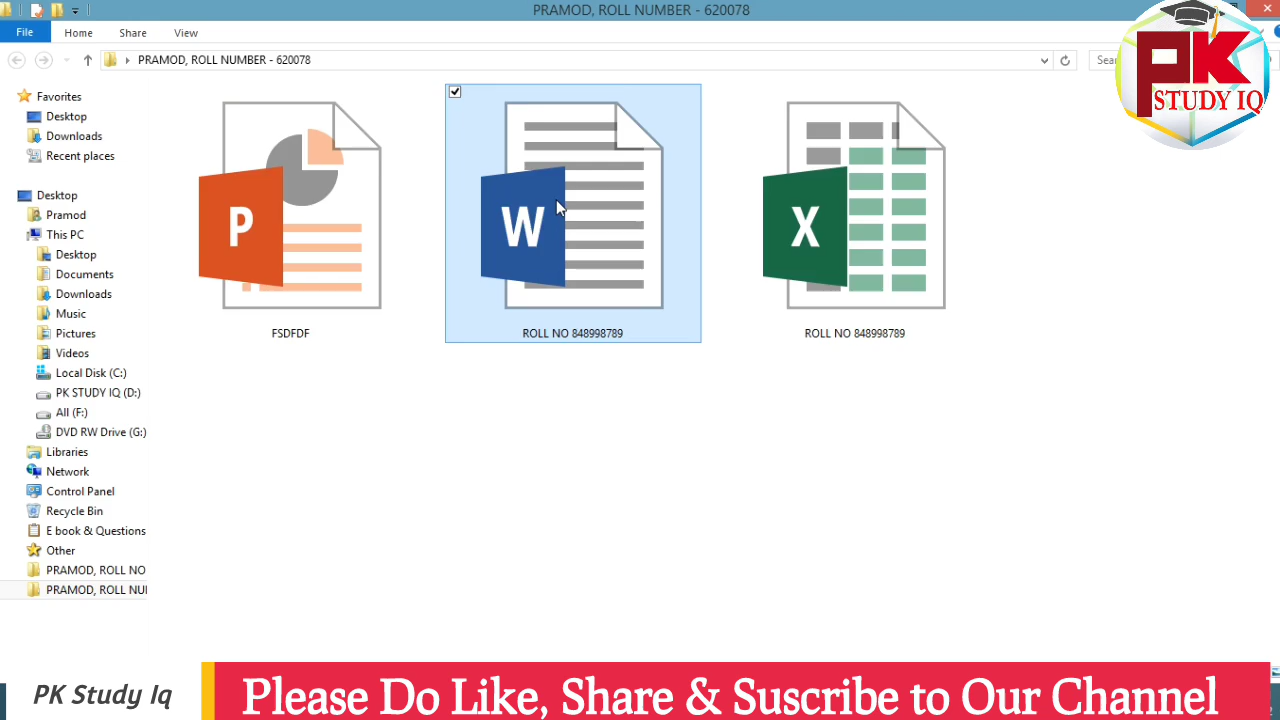 PRAMOD, ROLL NUMBER - 620078
File Home Share View
PRAMOD, ROLL NUMBER - 620078
PK
STUDY IQ
Favorites
Desktop
Downloads
Recent places
Desktop
Pramod
This PC
Desktop
Documents
Downloads
Music
Pictures
Videos
Local Disk (C:)
PK STUDY IQ (D:)
All (F:)
DVD RW Drive (G:)
Libraries
Network
Control Panel
Recycle Bin
E book & Questions
Other
PRAMOD, ROLL NO
PRAMOD, ROLL NU
P
FSDFDF
W
ROLL NO 848998789
X
ROLL NO 848998789
PK Study Iq
Please Do Like, Share & Suscribe to Our Channel